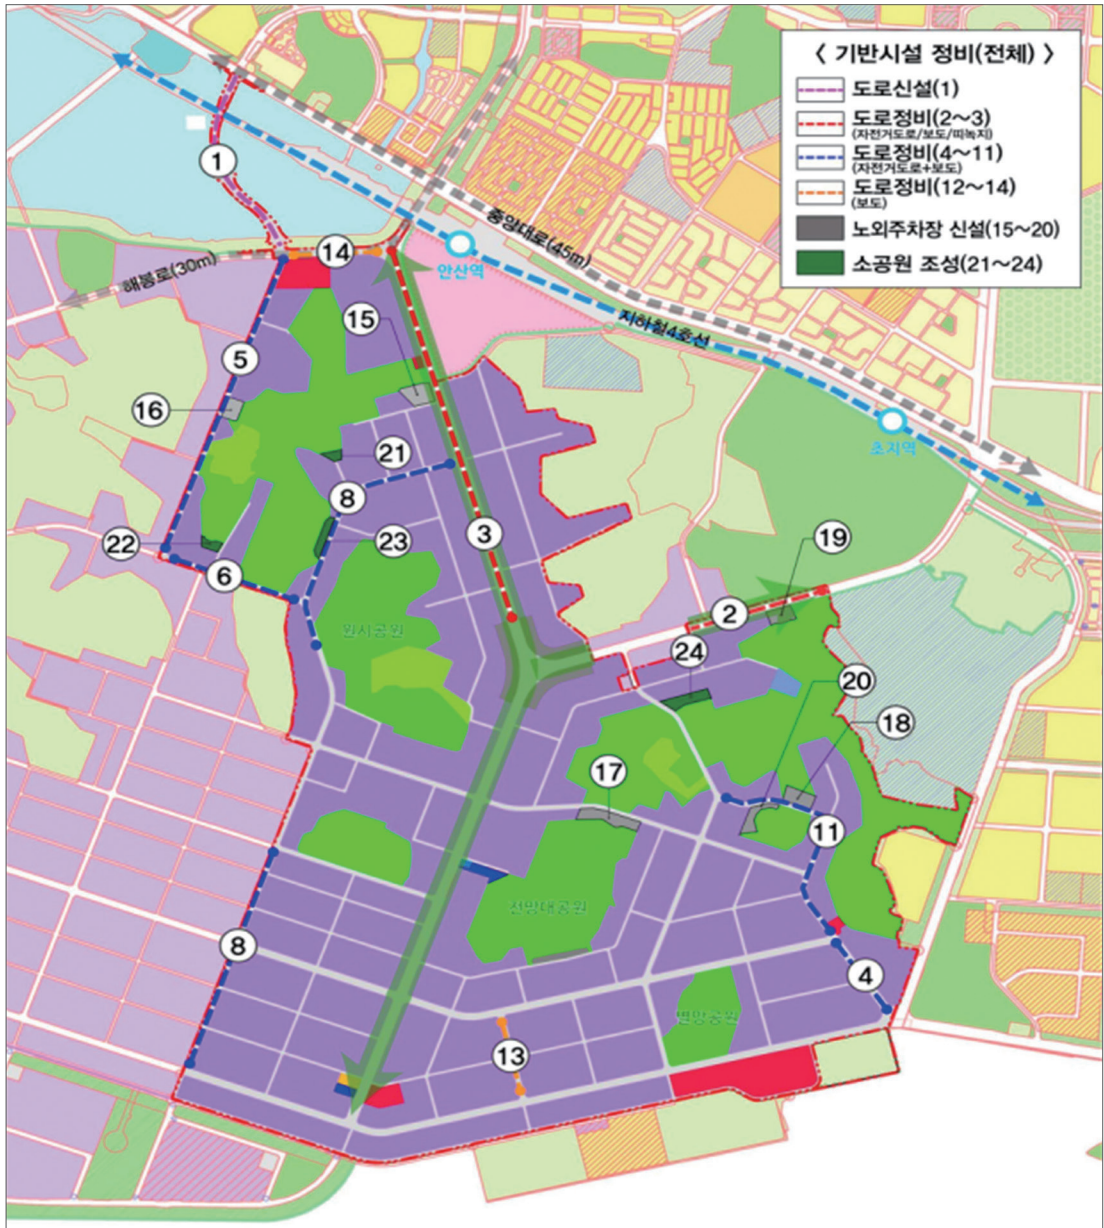 < 기반시설 정비(전체) >
도로신설(1)
도로정비(2~3)
(자전거도로/보도/띠녹지)
도로정비(4~11)
(자전거도로+보도)
도로정비(12~14)
(보도)
노외주차장 신설(15~20)
소공원 조성(21~24)
1
중앙대로(45m)
14
안산역
해봉로(30m)
15
지하철4호선
5
16
초지역
21
8
3
22
23
19
6
2
원시공원
24
20
18
17
11
전망대공원
8
4
별망공원
13